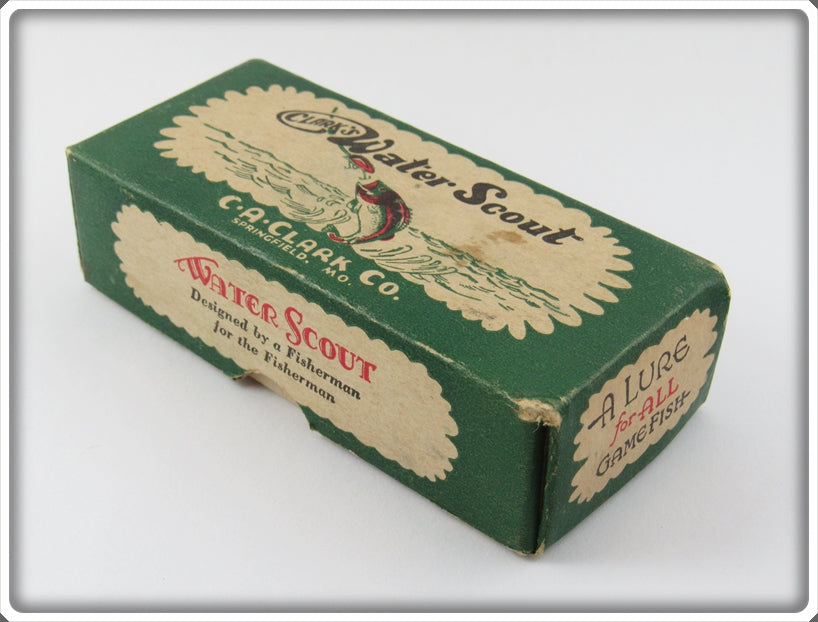 CLARK'S
Water Scout
C·A·CLARK CO.
SPRINGFIELD, MO.
WATER SCOUT
Designed by a Fisherman
for the Fisherman
A LURE
for ALL
GAME FISH